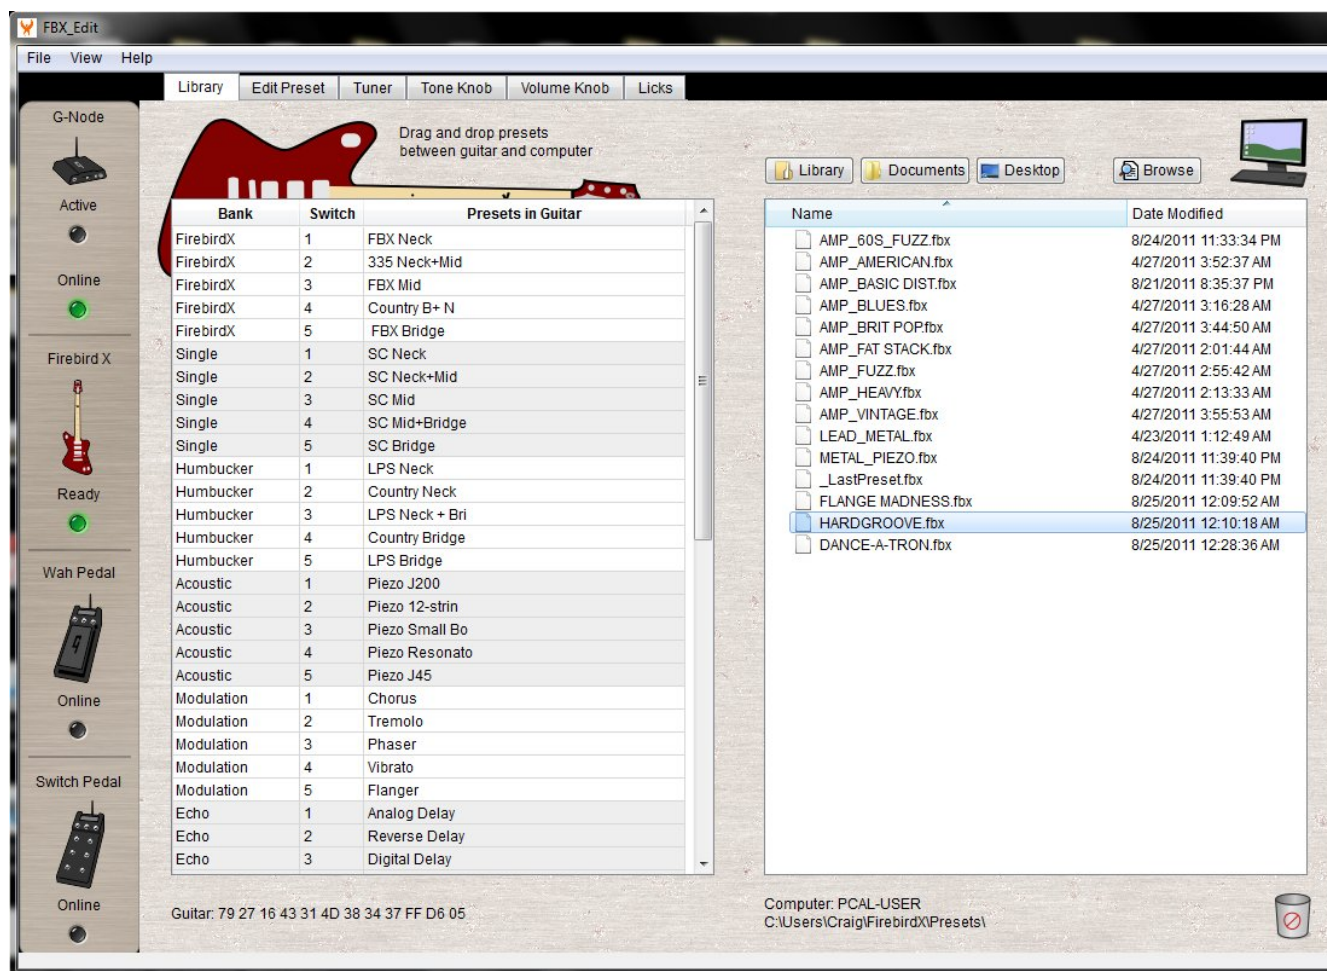 FBX_Edit
File View Help
Library Edit Preset Tuner Tone Knob Volume Knob Licks
G-Node
Active
Online
Firebird X
Ready
Wah Pedal
Online
Switch Pedal
Online
Drag and drop presets
between guitar and computer
Bank Switch Presets in Guitar
FirebirdX 1 FBX Neck
FirebirdX 2 335 Neck+Mid
FirebirdX 3 FBX Mid
FirebirdX 4 Country B+ N
FirebirdX 5 FBX Bridge
Single 1 SC Neck
Single 2 SC Neck+Mid
Single 3 SC Mid
Single 4 SC Mid+Bridge
Single 5 SC Bridge
Humbucker 1 LPS Neck
Humbucker 2 Country Neck
Humbucker 3 LPS Neck + Bri
Humbucker 4 Country Bridge
Humbucker 5 LPS Bridge
Acoustic 1 Piezo J200
Acoustic 2 Piezo 12-strin
Acoustic 3 Piezo Small Bo
Acoustic 4 Piezo Resonato
Acoustic 5 Piezo J45
Modulation 1 Chorus
Modulation 2 Tremolo
Modulation 3 Phaser
Modulation 4 Vibrato
Modulation 5 Flanger
Echo 1 Analog Delay
Echo 2 Reverse Delay
Echo 3 Digital Delay
Guitar: 79 27 16 43 31 4D 38 34 37 FF D6 05
Library Documents Desktop Browse
Name Date Modified
AMP_60S_FUZZ.fbx 8/24/2011 11:33:34 PM
AMP_AMERICAN.fbx 4/27/2011 3:52:37 AM
AMP_BASIC DIST.fbx 8/21/2011 8:35:37 PM
AMP_BLUES.fbx 4/27/2011 3:16:28 AM
AMP_BRIT POP.fbx 4/27/2011 3:44:50 AM
AMP_FAT STACK.fbx 4/27/2011 2:01:44 AM
AMP_FUZZ.fbx 4/27/2011 2:55:42 AM
AMP_HEAVY.fbx 4/27/2011 2:13:33 AM
AMP_VINTAGE.fbx 4/27/2011 3:55:53 AM
LEAD_METAL.fbx 4/23/2011 1:12:49 AM
METAL_PIEZO.fbx 8/24/2011 11:39:40 PM
_LastPreset.fbx 8/24/2011 11:39:40 PM
FLANGE MADNESS.fbx 8/25/2011 12:09:52 AM
HARDGROOVE.fbx 8/25/2011 12:10:18 AM
DANCE-A-TRON.fbx 8/25/2011 12:28:36 AM
Computer: PCAL-USER
C:\Users\Craig\FirebirdX\Presets\